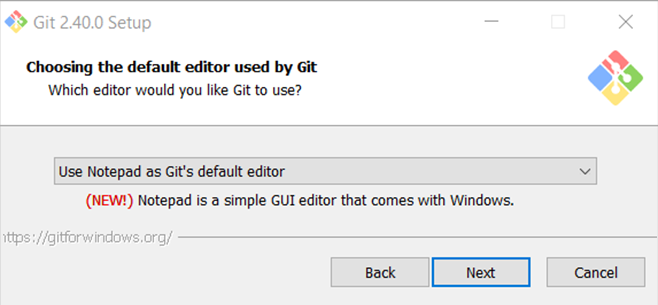 Git 2.40.0 Setup
Choosing the default editor used by Git
Which editor would you like Git to use?
Use Notepad as Git's default editor
(NEW!) Notepad is a simple GUI editor that comes with Windows.
https://gitforwindows.org/
Back Next Cancel